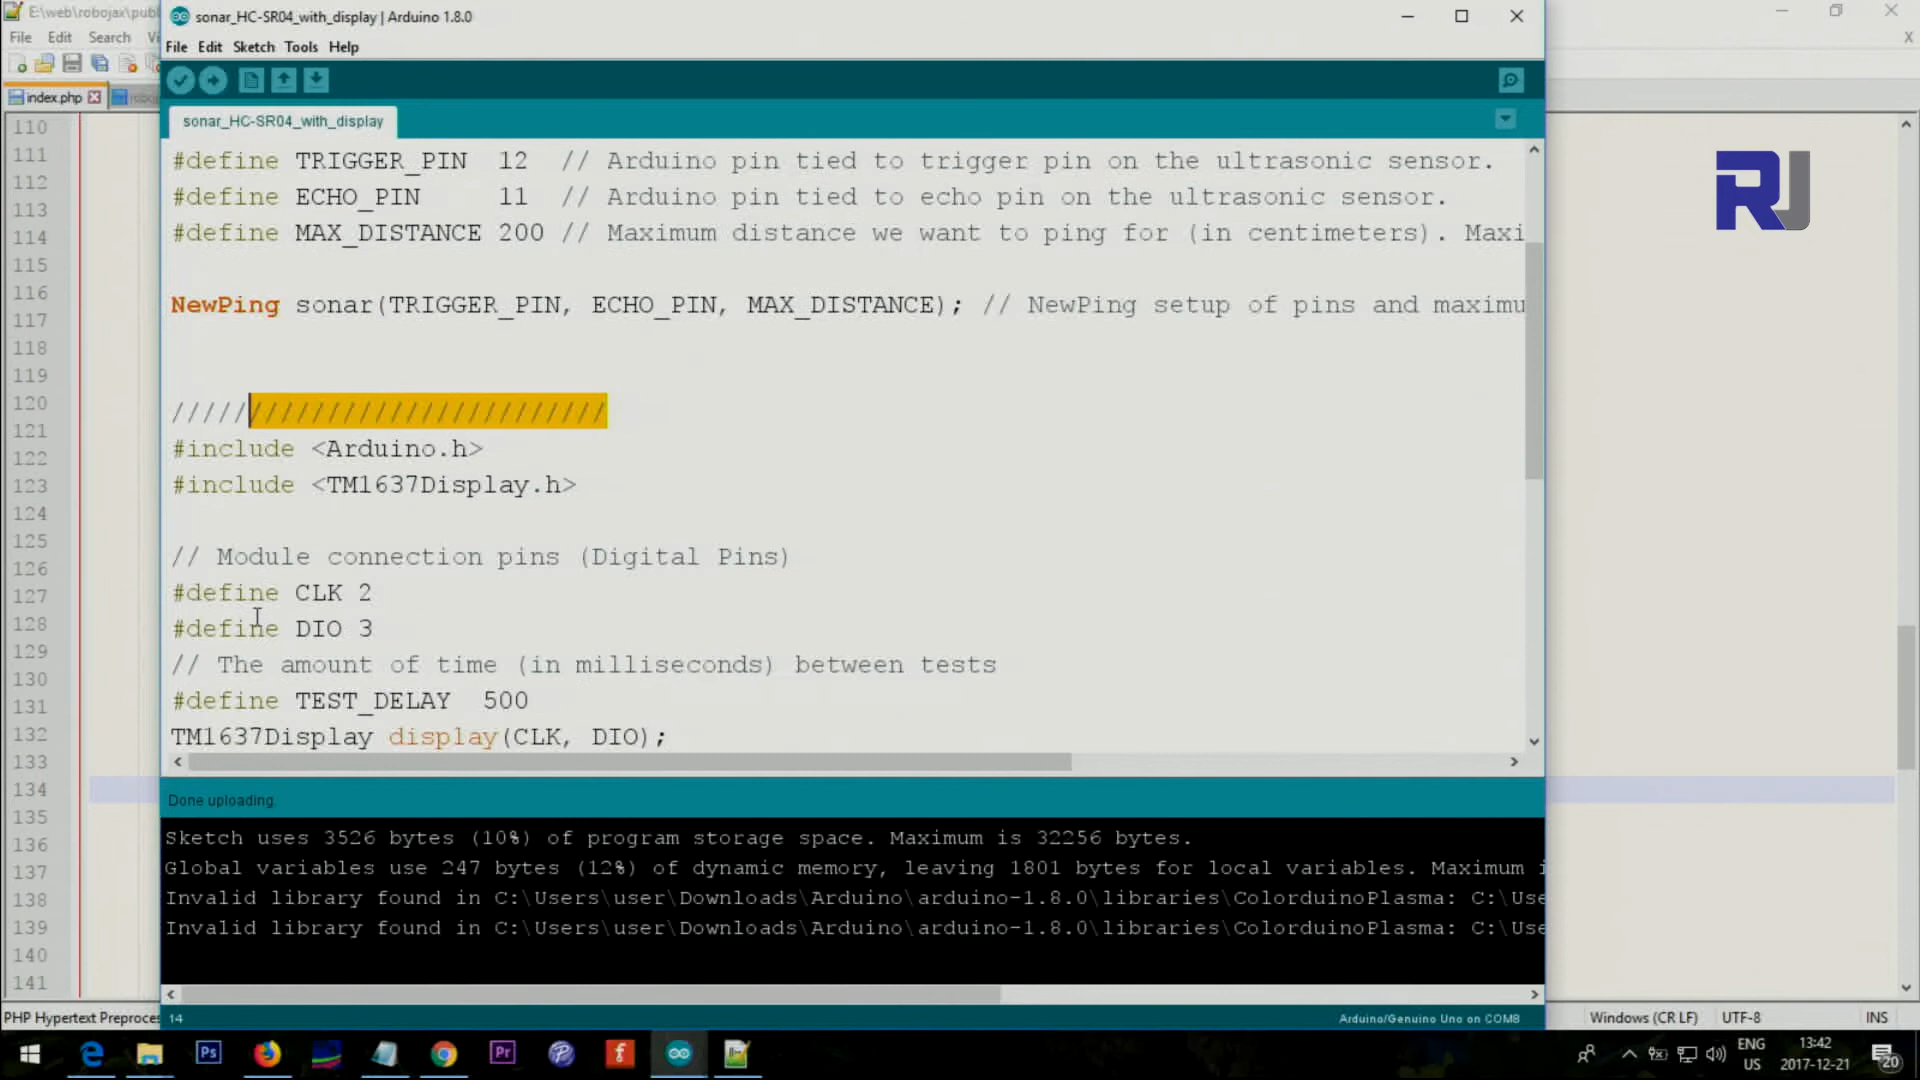 E:\web\robojax\publ
File Edit Search Vi
index.php
roboj
sonar_HC-SR04_with_display | Arduino 1.8.0
File Edit Sketch Tools Help
sonar_HC-SR04_with_display
RJ
#define TRIGGER_PIN 12 // Arduino pin tied to trigger pin on the ultrasonic sensor.
#define ECHO_PIN 11 // Arduino pin tied to echo pin on the ultrasonic sensor.
#define MAX_DISTANCE 200 // Maximum distance we want to ping for (in centimeters). Maxi
NewPing sonar(TRIGGER_PIN, ECHO_PIN, MAX_DISTANCE); // NewPing setup of pins and maximu
////////////////////////////
#include <Arduino.h>
#include <TM1637Display.h>
// Module connection pins (Digital Pins)
#define CLK 2
#define DIO 3
// The amount of time (in milliseconds) between tests
#define TEST_DELAY 500
TM1637Display display(CLK, DIO);
Done uploading.
Sketch uses 3526 bytes (10%) of program storage space. Maximum is 32256 bytes.
Global variables use 247 bytes (12%) of dynamic memory, leaving 1801 bytes for local variables. Maximum i
Invalid library found in C:\Users\user\Downloads\Arduino\arduino-1.8.0\libraries\ColorduinoPlasma: C:\Use
Invalid library found in C:\Users\user\Downloads\Arduino\arduino-1.8.0\libraries\ColorduinoPlasma: C:\Use
14
Arduino/Genuino Uno on COM8
110
111
112
113
114
115
116
117
118
119
120
121
122
123
124
125
126
127
128
129
130
131
132
133
134
135
136
137
138
139
140
141
PHP Hypertext Preproces
Windows (CR LF) UTF-8 INS
Ps
Pr
ENG
US
13:42
2017-12-21
20